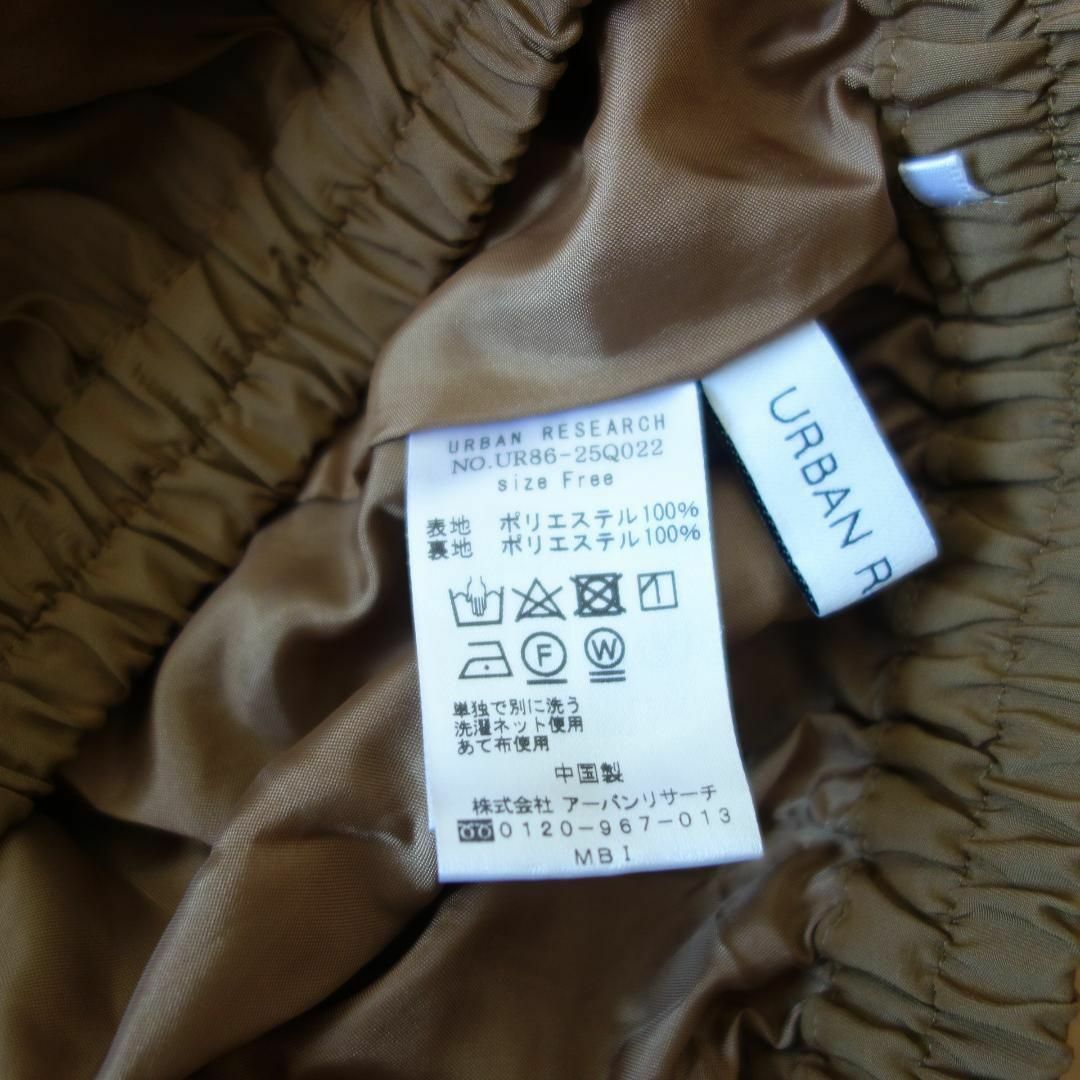 URBAN RESEARCH
NO.UR86-25Q022
size Free
表地 ポリエステル100%
裏地 ポリエステル100%
F W
単独で別に洗う
洗濯ネット使用
あて布使用
中国製
株式会社 アーバンリサーチ
0120-967-013
MBI
URBAN R